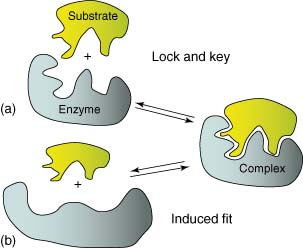 Substrate
+
Lock and key
Enzyme
(a)
Complex
+
Induced fit
(b)